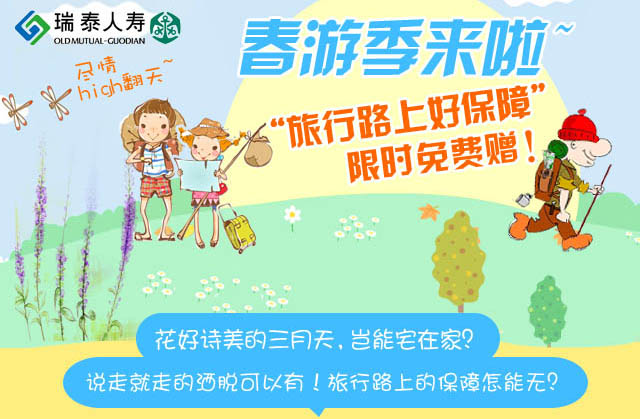 瑞泰人寿
OLDMUTUAL-GUODIAN
春游季来啦~
尽情
high翻天~
“旅行路上好保障”
限时免费赠!
花好诗美的三月天,岂能宅在家?
说走就走的洒脱可以有!旅行路上的保障怎能无?